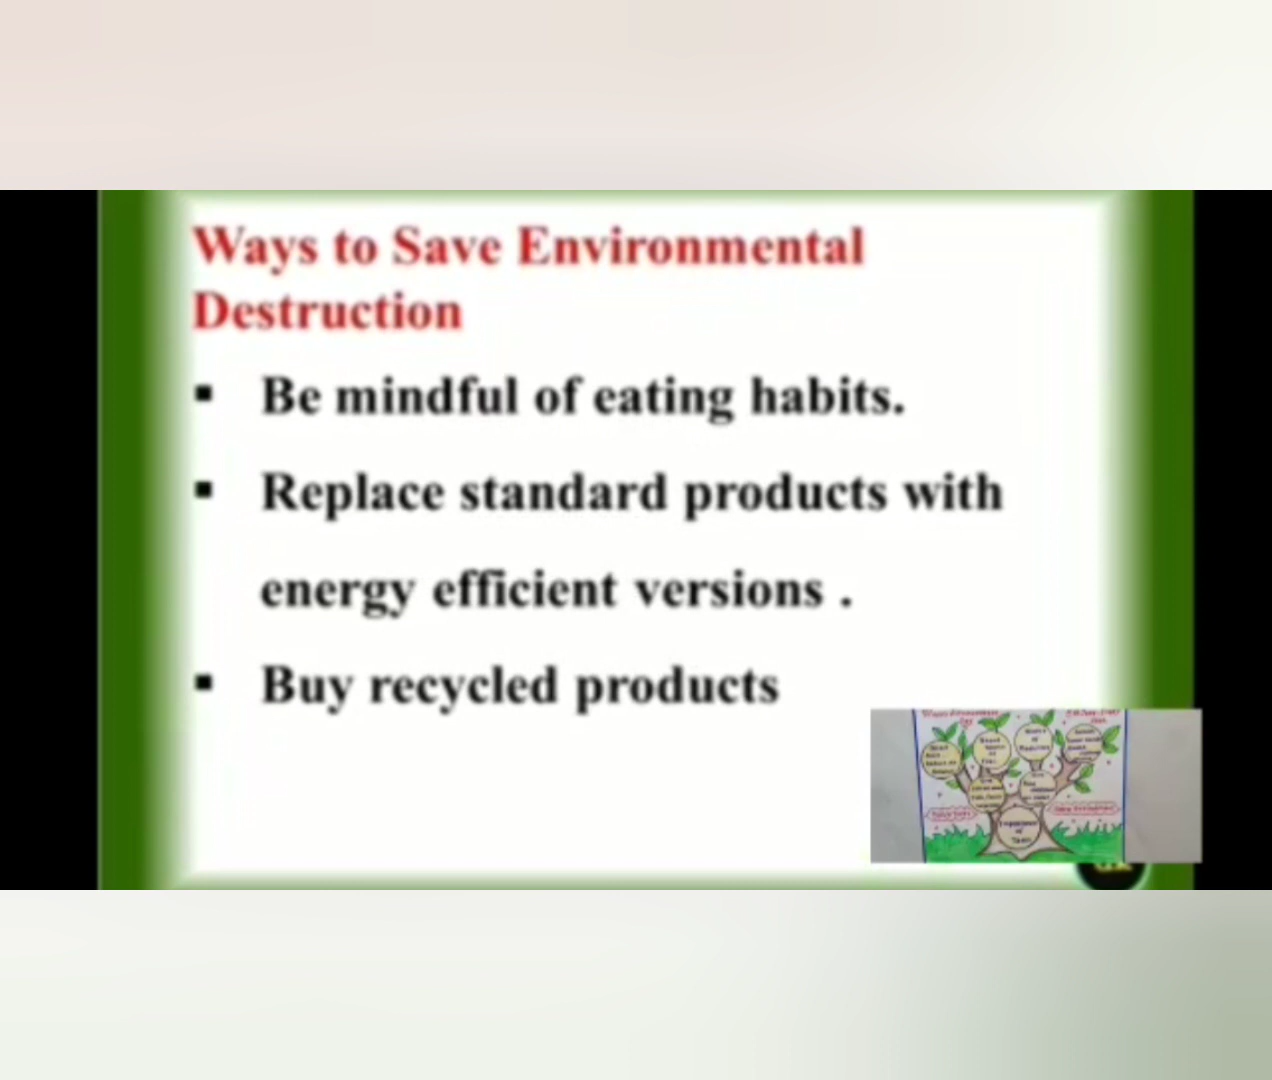 Ways to Save Environmental
Destruction
▪ Be mindful of eating habits.
▪ Replace standard products with
energy efficient versions .
▪ Buy recycled products